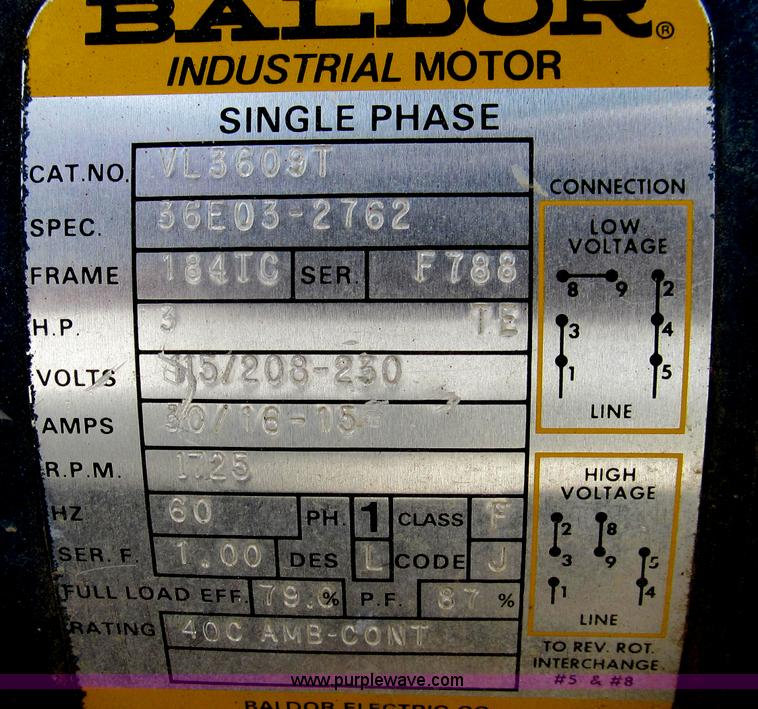 BALDOR®
INDUSTRIAL MOTOR
SINGLE PHASE
CAT.NO. VL3609T
SPEC. 36E03-2762
FRAME 184TC SER. F788
H.P. 3 TE
VOLTS 115/208-230
AMPS 30/16-15
R.P.M. 1725
HZ 60 PH. 1 CLASS F
SER. F. 1.00 DES L CODE J
FULL LOAD EFF. % P.F. 87 %
RATING 40C AMB-CONT
CONNECTION
LOW
VOLTAGE
8 9 2
3 4
1 5
LINE
HIGH
VOLTAGE
2 8
3 9 5
1 4
LINE
TO REV. ROT.
INTERCHANGE.
#5 & #8
www.purplewave.com
BALDOR ELECTRIC CO